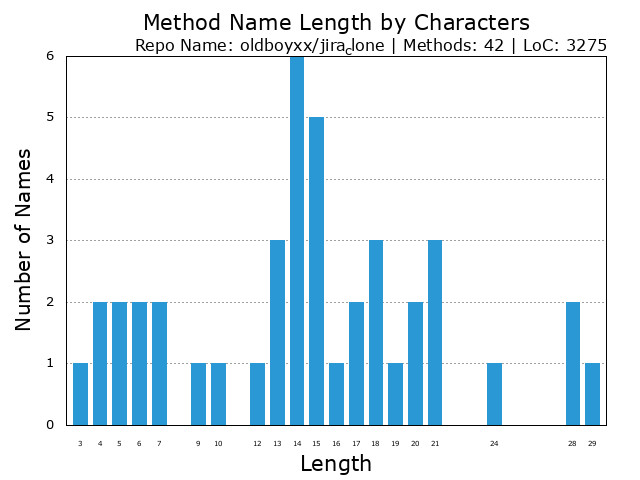 Method Name Length by Characters
Repo Name: oldboyxx/jira_clone | Methods: 42 | LoC: 3275
6
5
4
3
2
1
0
Number of Names
3 4 5 6 7 9 10 12 13 14 15 16 17 18 19 20 21 24 28 29
Length